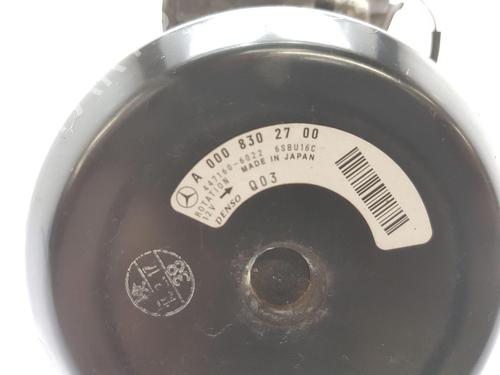 A 000 830 27 00
447160-6022 6SBU16C
MADE IN JAPAN
ROTATION
12V
DENSO Q03